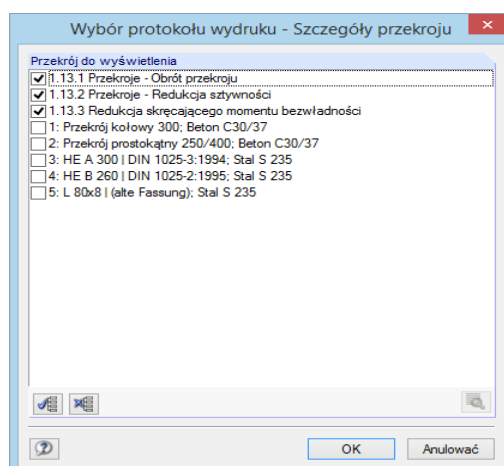 Wybór protokołu wydruku - Szczegóły przekroju
Przekrój do wyświetlenia
1.13.1 Przekroje - Obrót przekroju
1.13.2 Przekroje - Redukcja sztywności
1.13.3 Redukcja skręcającego momentu bezwładności
1: Przekrój kołowy 300; Beton C30/37
2: Przekrój prostokątny 250/400; Beton C30/37
3: HE A 300 | DIN 1025-3:1994; Stal S 235
4: HE B 260 | DIN 1025-2:1995; Stal S 235
5: L 80x8 | (alte Fassung); Stal S 235
OK
Anulować